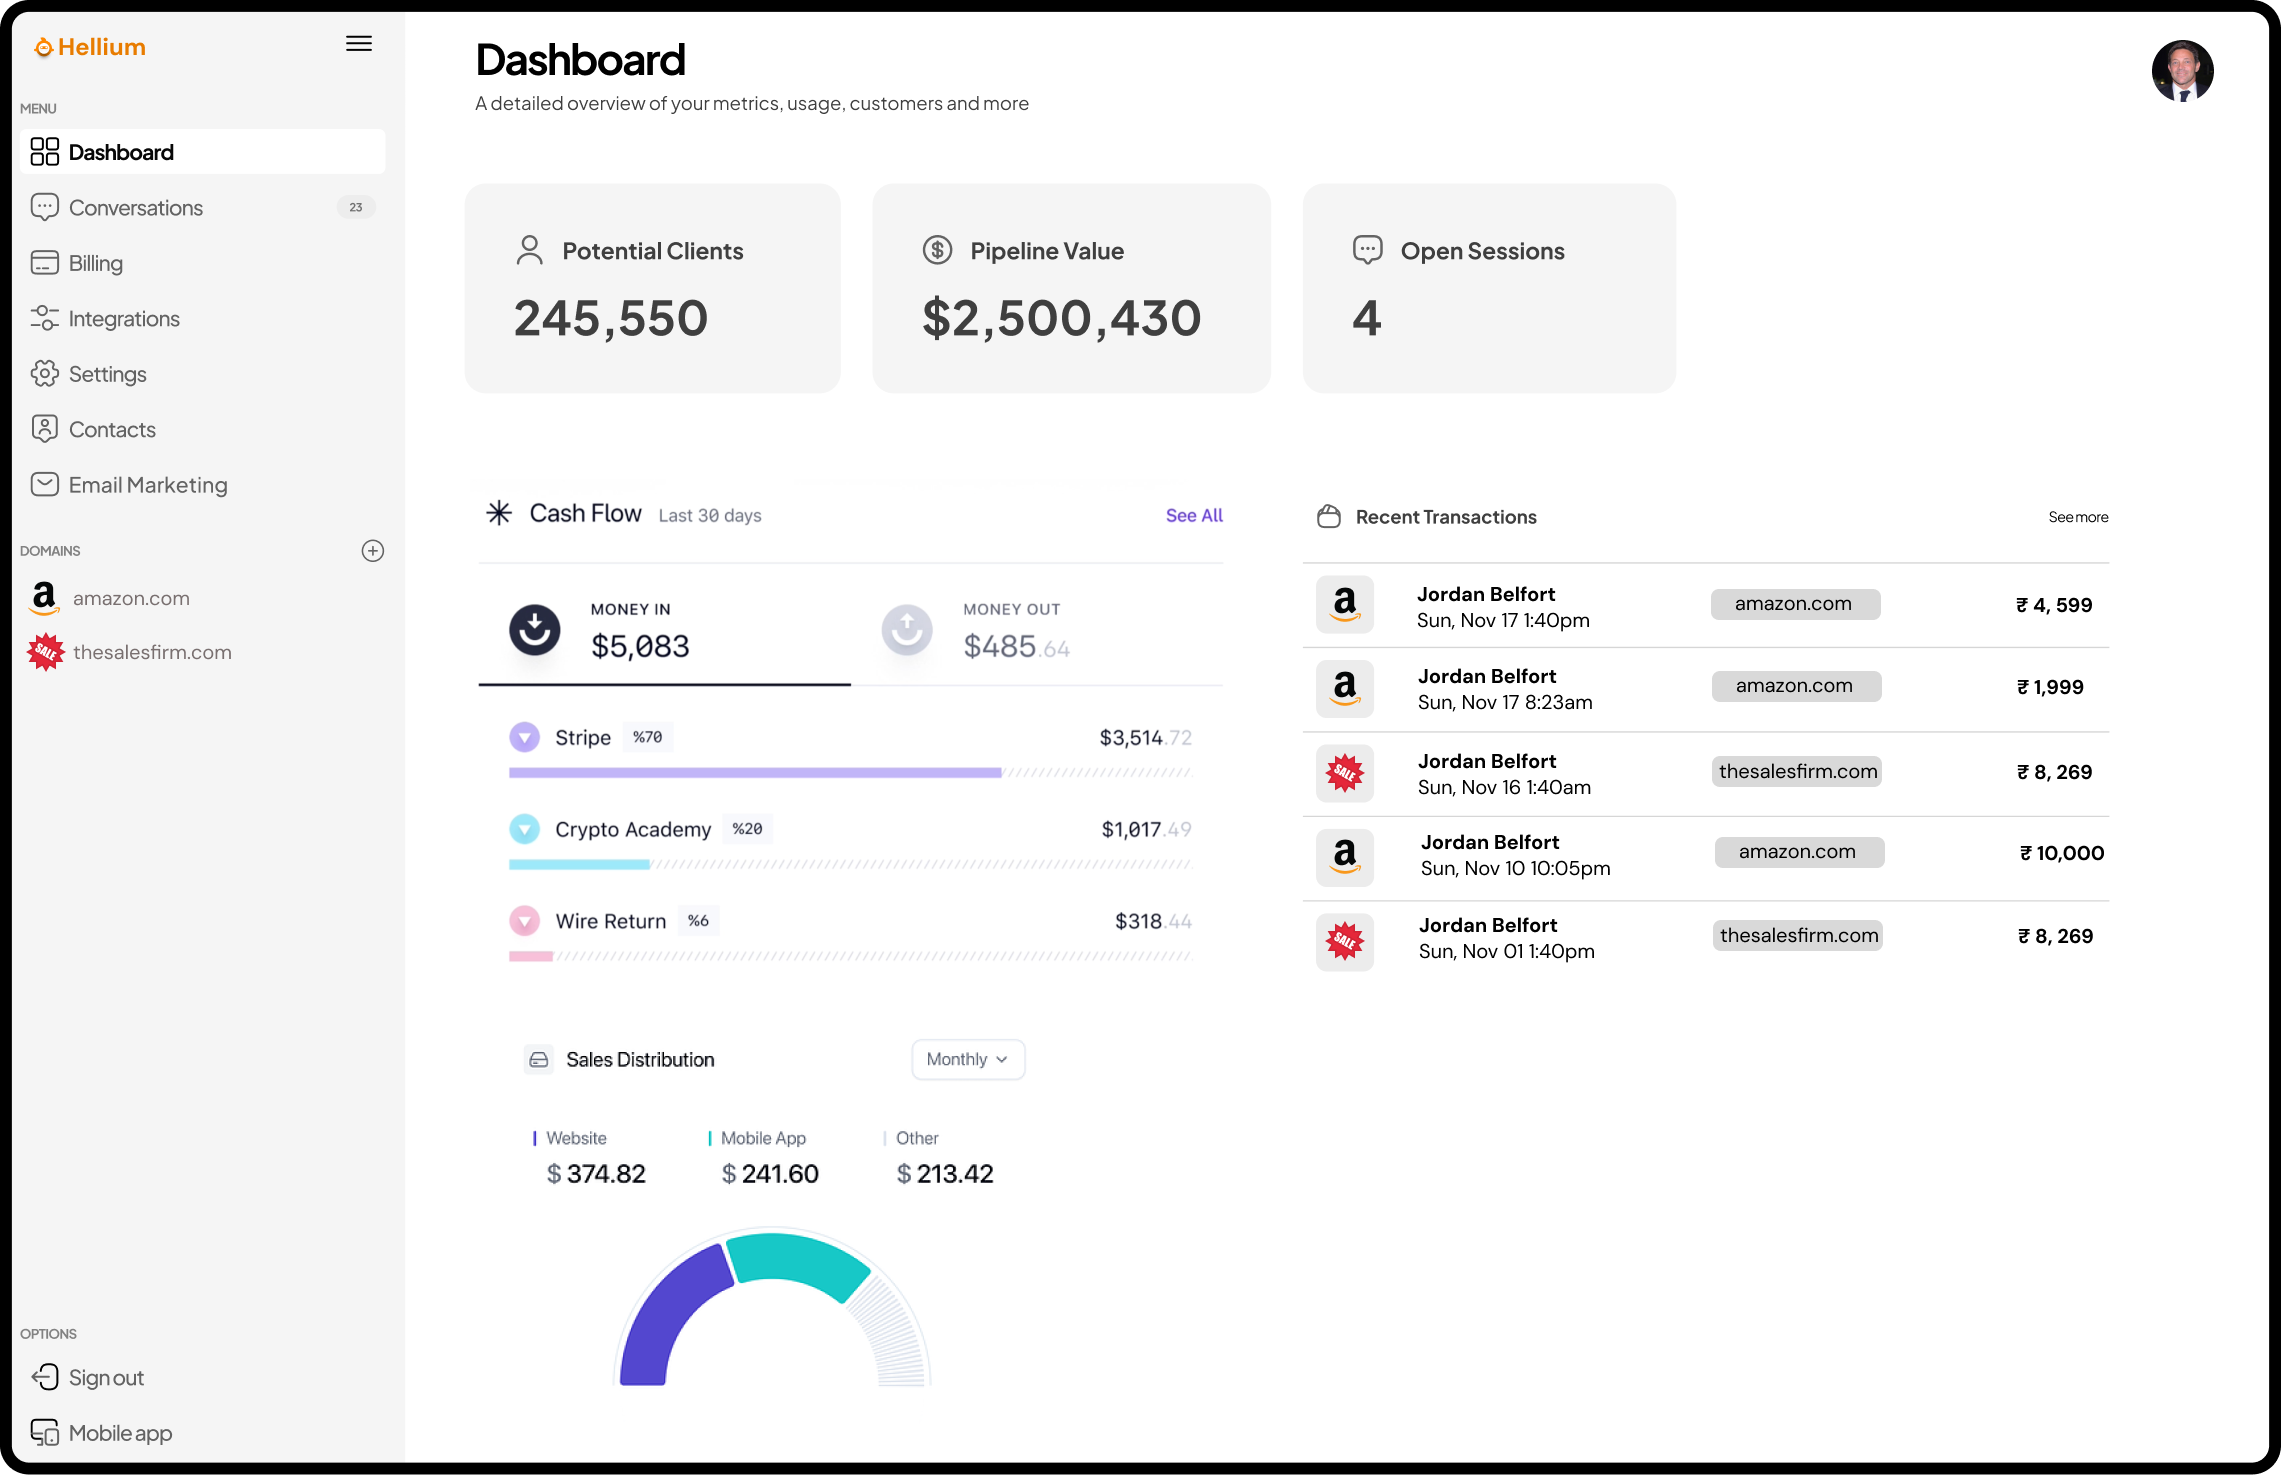 Hellium
MENU
Dashboard
Conversations 23
Billing
Integrations
Settings
Contacts
Email Marketing
DOMAINS
a amazon.com
SALE thesalesfirm.com
OPTIONS
Sign out
Mobile app
Dashboard
A detailed overview of your metrics, usage, customers and more
Potential Clients
245,550
Pipeline Value
$2,500,430
Open Sessions
4
Cash Flow Last 30 days See All
MONEY IN
$5,083
MONEY OUT
$485.64
Stripe %70 $3,514.72
Crypto Academy %20 $1,017.49
Wire Return %6 $318.44
Recent Transactions See more
a Jordan Belfort amazon.com ₹ 4, 599
Sun, Nov 17 1:40pm
a Jordan Belfort amazon.com ₹ 1,999
Sun, Nov 17 8:23am
SALE Jordan Belfort thesalesfirm.com ₹ 8, 269
Sun, Nov 16 1:40am
a Jordan Belfort amazon.com ₹ 10,000
Sun, Nov 10 10:05pm
SALE Jordan Belfort thesalesfirm.com ₹ 8, 269
Sun, Nov 01 1:40pm
Sales Distribution Monthly
Website Mobile App Other
$ 374.82 $ 241.60 $ 213.42